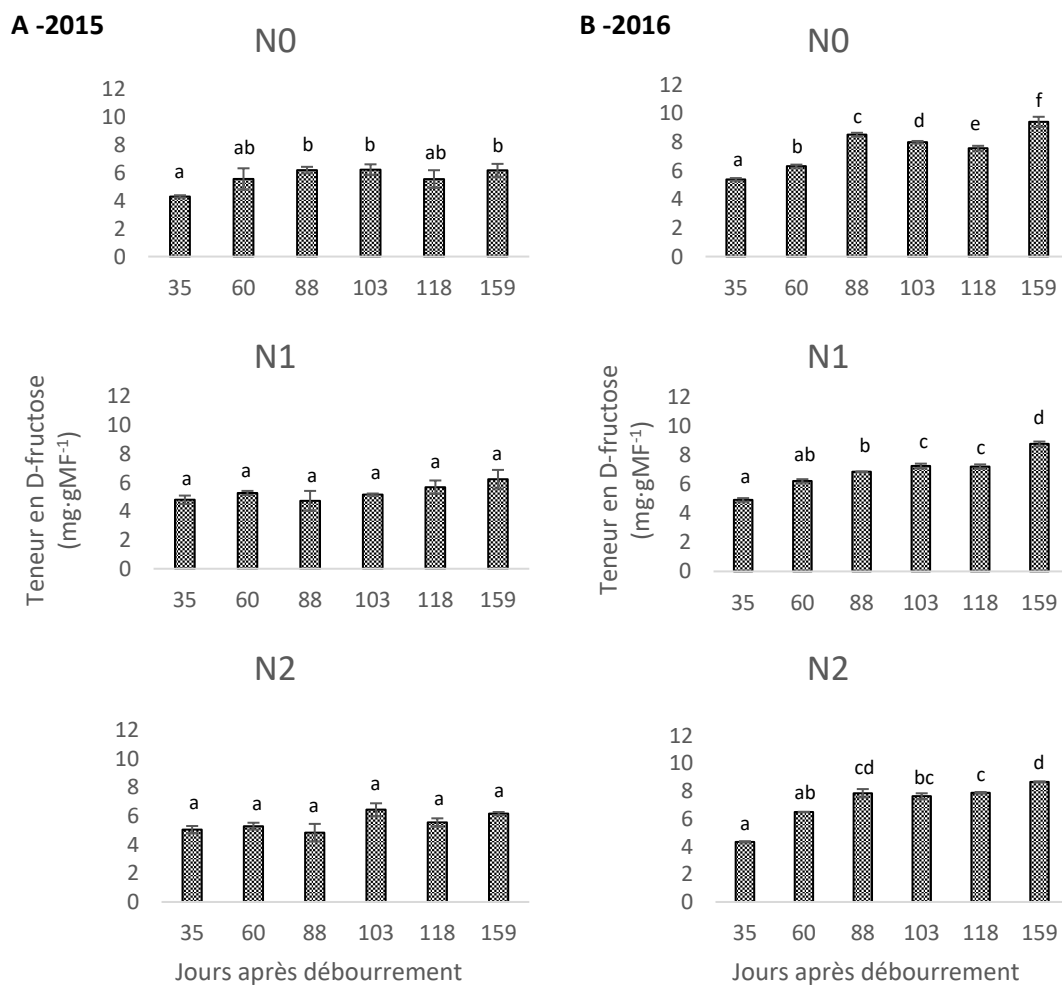 A -2015
N0
12
10
8
6
4
2
0
a ab b b ab b
35 60 88 103 118 159
N1
12
10
8
6
4
2
0
a a a a a a
35 60 88 103 118 159
N2
12
10
8
6
4
2
0
a a a a a a
35 60 88 103 118 159
Teneur en D-fructose
(mg·gMF⁻¹)
Jours après débourrement
B -2016
N0
12
10
8
6
4
2
0
a b c d e f
35 60 88 103 118 159
N1
12
10
8
6
4
2
0
a ab b c c d
35 60 88 103 118 159
N2
12
10
8
6
4
2
0
a ab cd bc c d
35 60 88 103 118 159
Teneur en D-fructose
(mg·gMF⁻¹)
Jours après débourrement